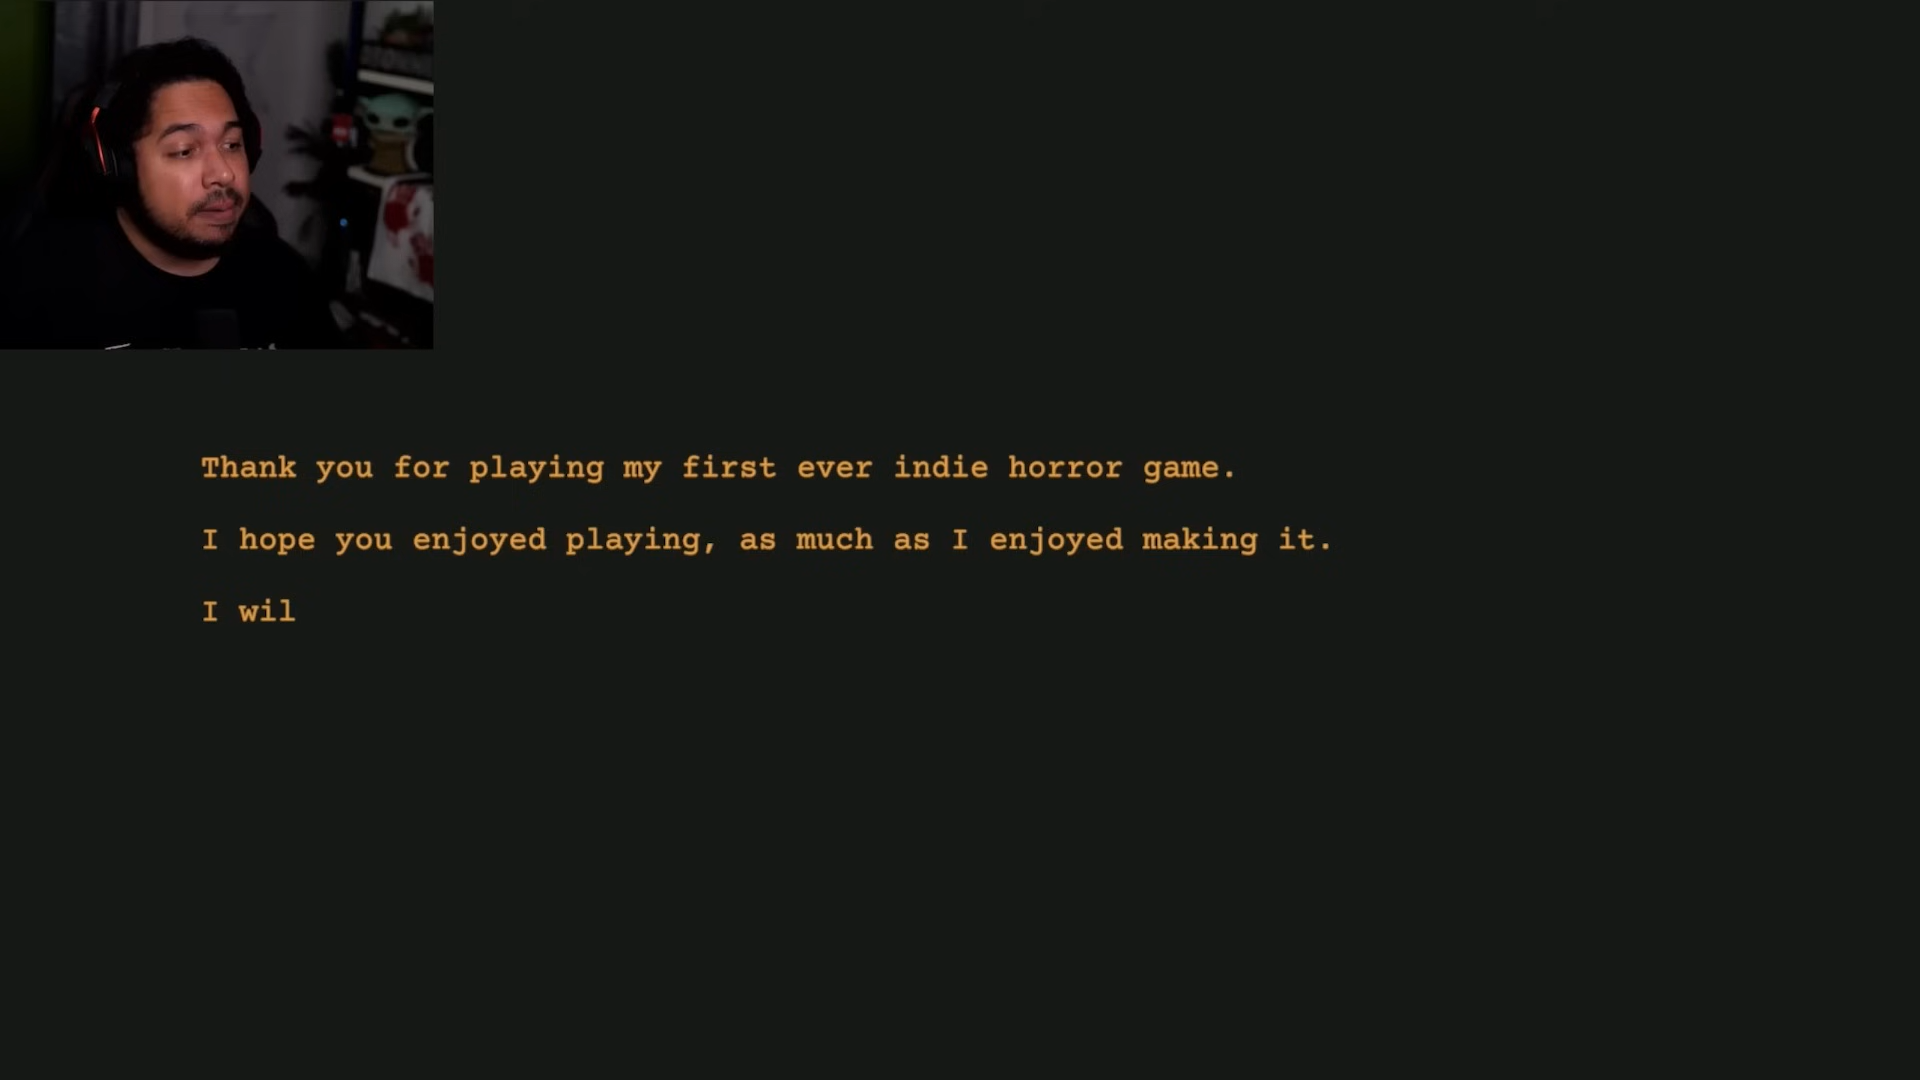 Thank you for playing my first ever indie horror game.
I hope you enjoyed playing, as much as I enjoyed making it.
I wil